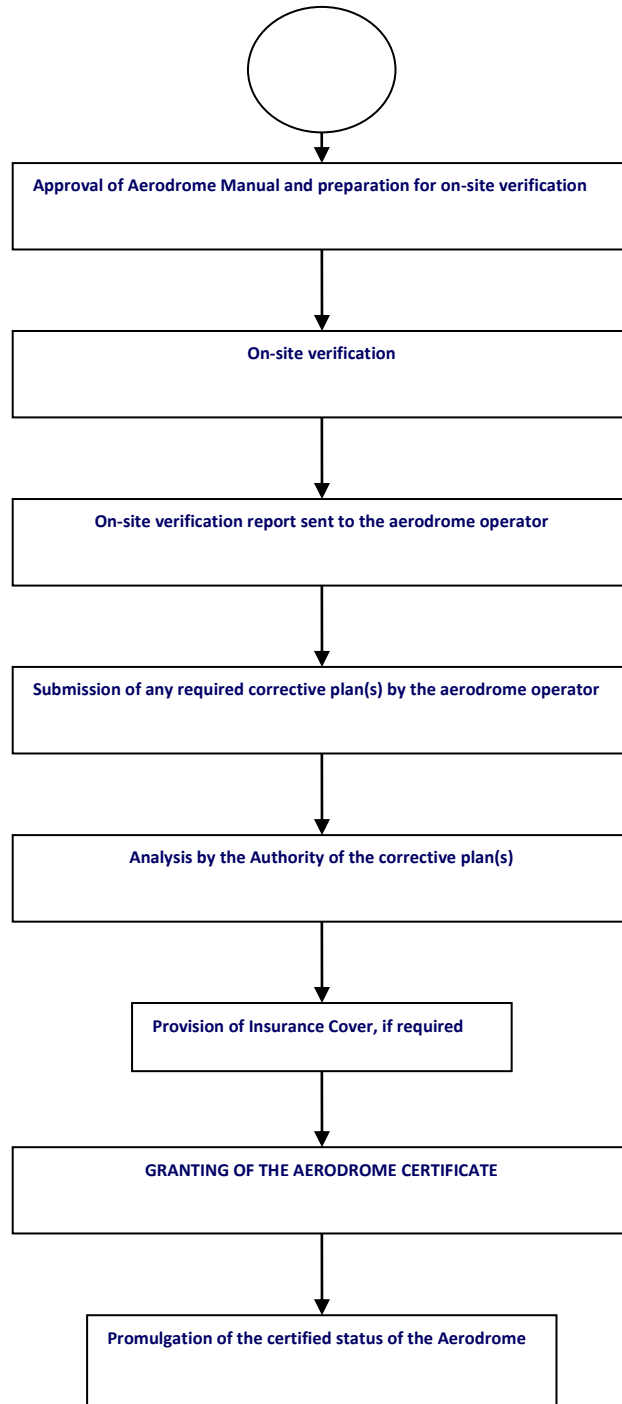 Approval of Aerodrome Manual and preparation for on-site verification
On-site verification
On-site verification report sent to the aerodrome operator
Submission of any required corrective plan(s) by the aerodrome operator
Analysis by the Authority of the corrective plan(s)
Provision of Insurance Cover, if required
GRANTING OF THE AERODROME CERTIFICATE
Promulgation of the certified status of the Aerodrome